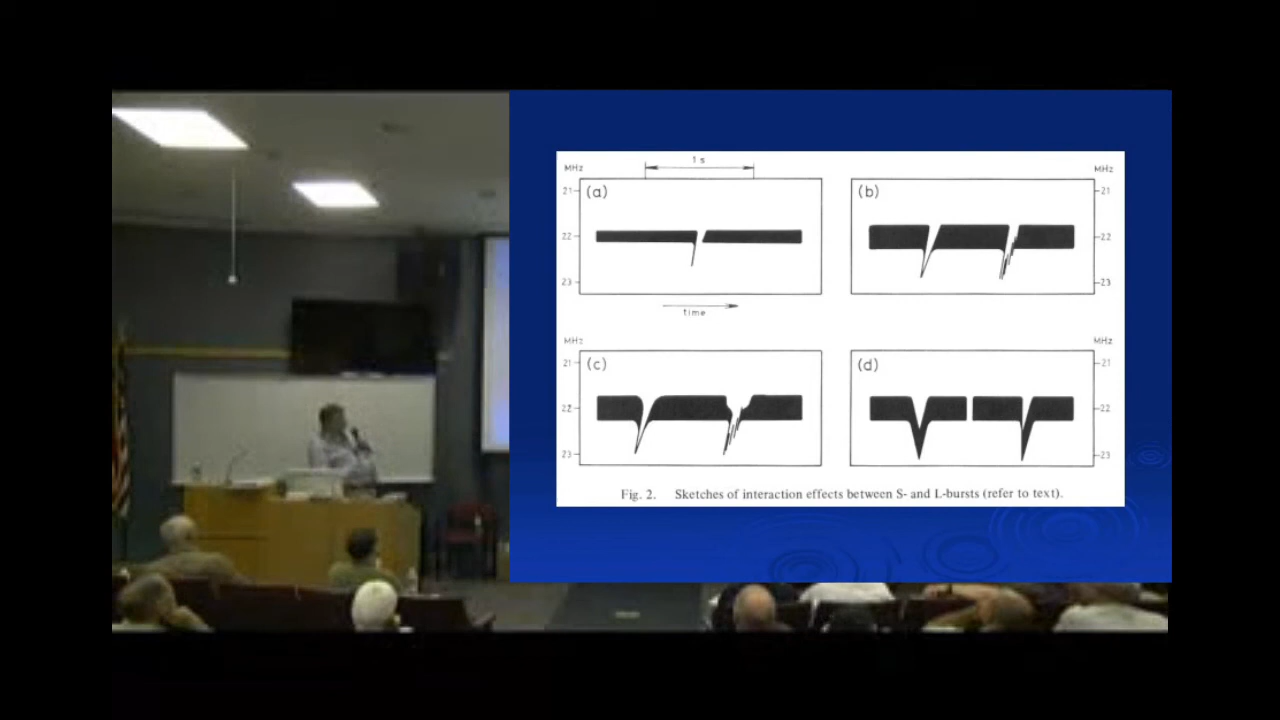 1 s
MHz
MHz
21
(a)
(b)
21
22
22
23
23
time
MHz
MHz
21
(c)
(d)
21
22
22
23
23
Fig. 2. Sketches of interaction effects between S- and L-bursts (refer to text).